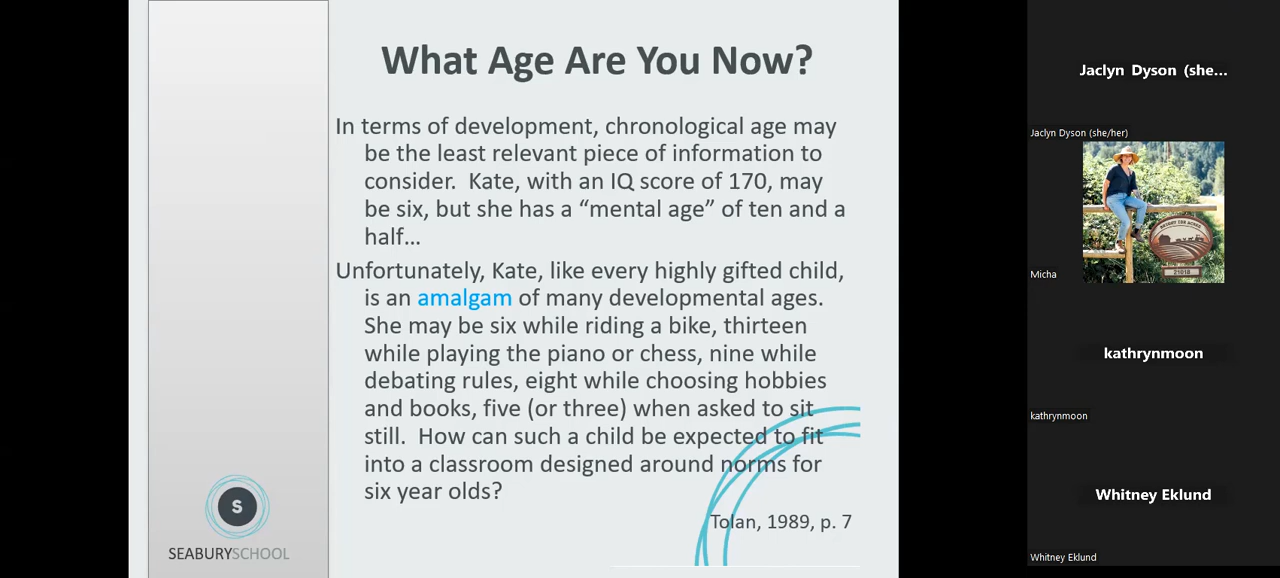 What Age Are You Now?
In terms of development, chronological age may
be the least relevant piece of information to
consider. Kate, with an IQ score of 170, may
be six, but she has a “mental age” of ten and a
half...
Unfortunately, Kate, like every highly gifted child,
is an amalgam of many developmental ages.
She may be six while riding a bike, thirteen
while playing the piano or chess, nine while
debating rules, eight while choosing hobbies
and books, five (or three) when asked to sit
still. How can such a child be expected to fit
into a classroom designed around norms for
six year olds?
Tolan, 1989, p. 7
S
SEABURYSCHOOL
Jaclyn Dyson (she...
Jaclyn Dyson (she/her)
Micha
kathrynmoon
kathrynmoon
Whitney Eklund
Whitney Eklund